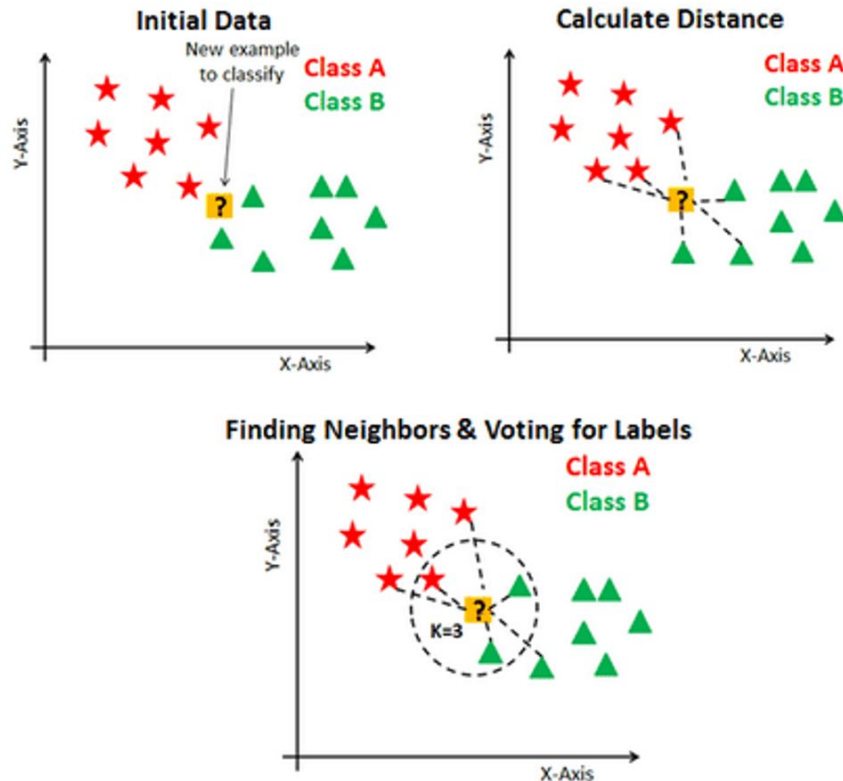 Initial Data
New example
to classify
Class A
Class B
Y-Axis
?
X-Axis
Calculate Distance
Class A
Class B
Y-Axis
?
X-Axis
Finding Neighbors & Voting for Labels
Class A
Class B
Y-Axis
?
K=3
X-Axis